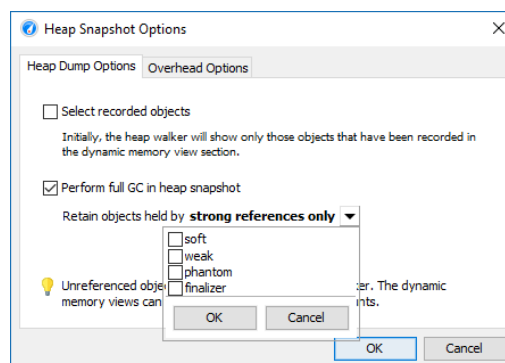 Heap Snapshot Options
Heap Dump Options
Overhead Options
Select recorded objects
Initially, the heap walker will show only those objects that have been recorded in
the dynamic memory view section.
Perform full GC in heap snapshot
Retain objects held by strong references only
soft
weak
phantom
finalizer
OK Cancel
Unreferenced ker. The dynamic
memory views can
OK Cancel